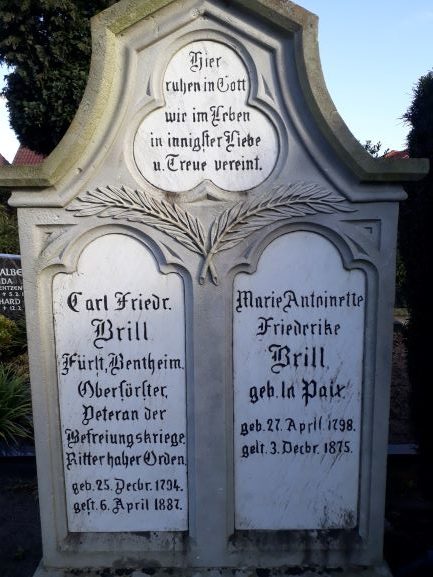 Hier
ruhen in Gott
wir im Leben
in innigster Liebe
u. Treue vereint.
Carl Friedr.
Brill
Fürstl. Bentheim.
Oberförster,
Veteran der
Befreiungskriege.
Ritter haher Orden.
geb. 25. Decbr. 1794.
gest. 6. April 1887.
Marie Antoinette
Friederike
Brill,
geb. la Paix.
geb. 27. April. 1798.
gest. 3. Decbr. 1875.